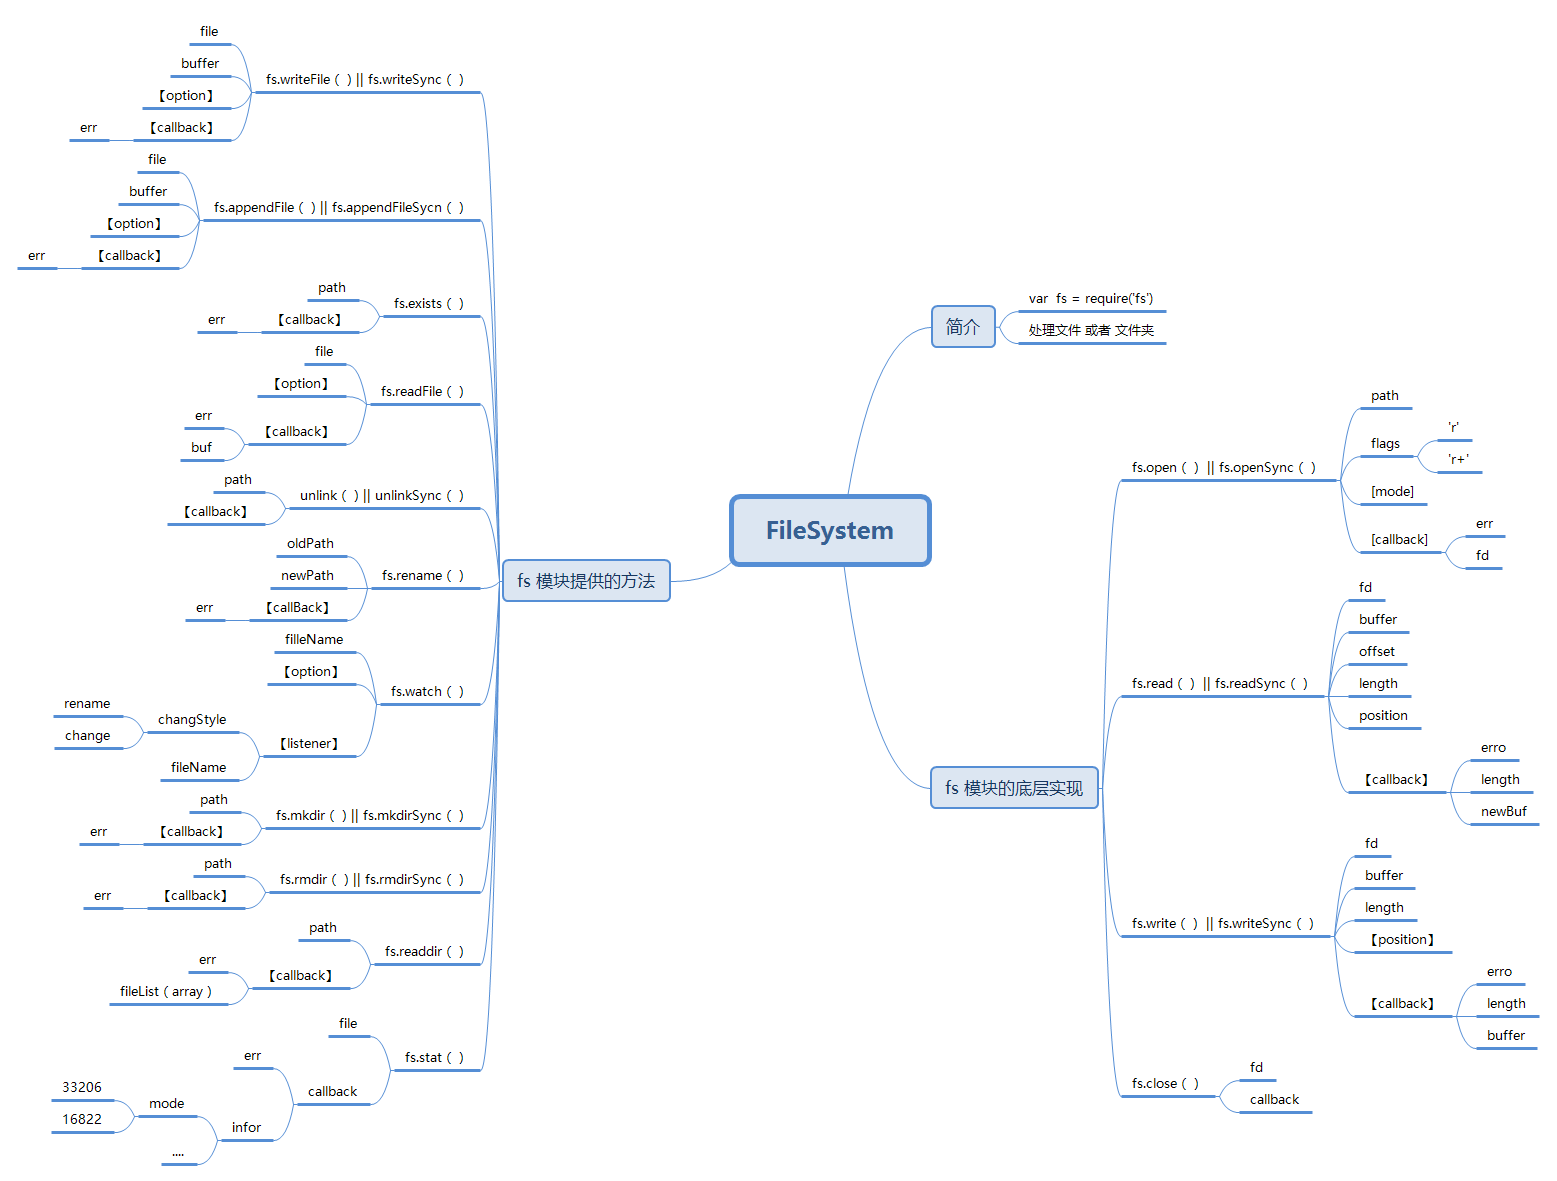 FileSystem
简介
var  fs = require('fs')
处理文件 或者 文件夹
fs 模块的底层实现
fs.open（ ） || fs.openSync（ ）
path
flags
'r'
'r+'
[mode]
[callback]
err
fd
fs.read（ ） || fs.readSync（ ）
fd
buffer
offset
length
position
【callback】
erro
length
newBuf
fs.write（ ） || fs.writeSync（ ）
fd
buffer
length
【position】
【callback】
erro
length
buffer
fs.close（ ）
fd
callback
fs 模块提供的方法
fs.writeFile（ ）|| fs.writeSync（ ）
file
buffer
【option】
【callback】
err
fs.appendFile（ ）|| fs.appendFileSycn（ ）
file
buffer
【option】
【callback】
err
fs.exists（ ）
path
【callback】
err
fs.readFile（ ）
file
【option】
【callback】
err
buf
unlink（ ）|| unlinkSync（ ）
path
【callback】
fs.rename（ ）
oldPath
newPath
【callBack】
err
fs.watch（ ）
filleName
【option】
【listener】
changStyle
rename
change
fileName
fs.mkdir（ ）|| fs.mkdirSync（ ）
path
【callback】
err
fs.rmdir（ ）|| fs.rmdirSync（ ）
path
【callback】
err
fs.readdir（ ）
path
【callback】
err
fileList（array）
fs.stat（ ）
file
callback
err
infor
mode
33206
16822
....